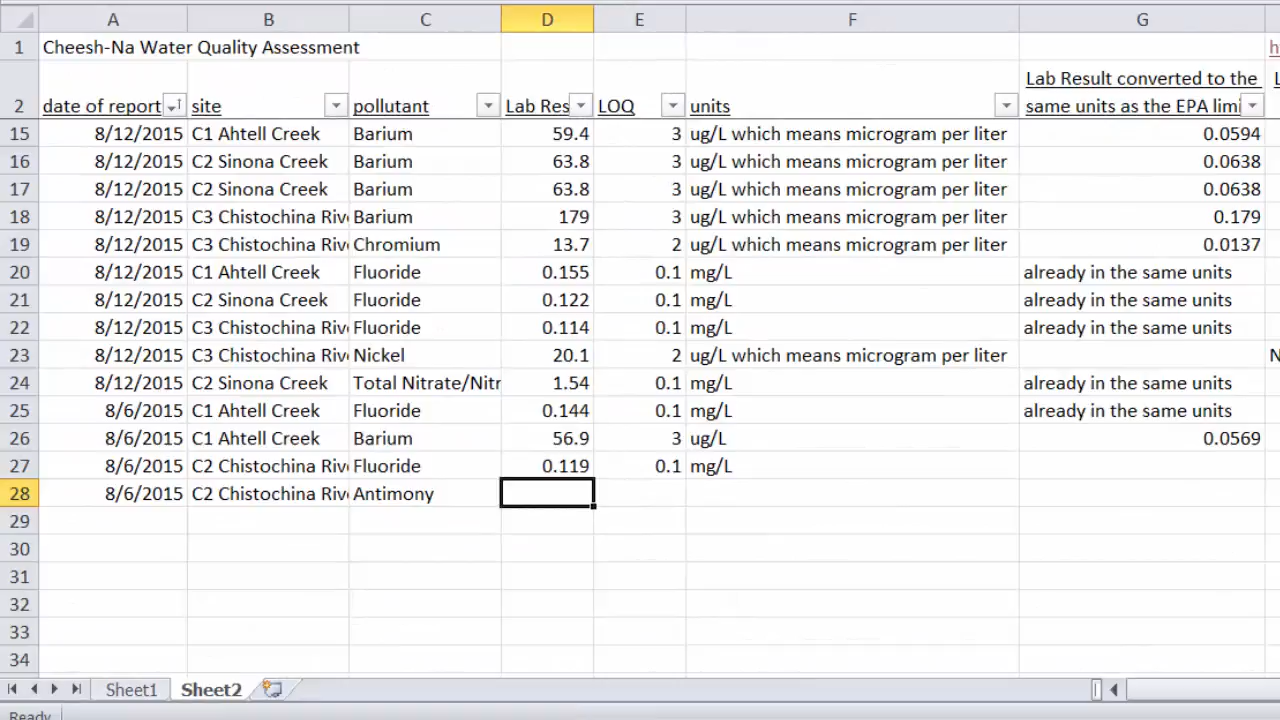 A B C D E F G
1 Cheesh-Na Water Quality Assessment h
Lab Result converted to the L
2 date of report site pollutant Lab Res LOQ units same units as the EPA limi
15 8/12/2015 C1 Ahtell Creek Barium 59.4 3 ug/L which means microgram per liter 0.0594
16 8/12/2015 C2 Sinona Creek Barium 63.8 3 ug/L which means microgram per liter 0.0638
17 8/12/2015 C2 Sinona Creek Barium 63.8 3 ug/L which means microgram per liter 0.0638
18 8/12/2015 C3 Chistochina Rive Barium 179 3 ug/L which means microgram per liter 0.179
19 8/12/2015 C3 Chistochina Rive Chromium 13.7 2 ug/L which means microgram per liter 0.0137
20 8/12/2015 C1 Ahtell Creek Fluoride 0.155 0.1 mg/L already in the same units
21 8/12/2015 C2 Sinona Creek Fluoride 0.122 0.1 mg/L already in the same units
22 8/12/2015 C3 Chistochina Rive Fluoride 0.114 0.1 mg/L already in the same units
23 8/12/2015 C3 Chistochina Rive Nickel 20.1 2 ug/L which means microgram per liter N
24 8/12/2015 C2 Sinona Creek Total Nitrate/Nitr 1.54 0.1 mg/L already in the same units
25 8/6/2015 C1 Ahtell Creek Fluoride 0.144 0.1 mg/L already in the same units
26 8/6/2015 C1 Ahtell Creek Barium 56.9 3 ug/L 0.0569
27 8/6/2015 C2 Chistochina Rive Fluoride 0.119 0.1 mg/L
28 8/6/2015 C2 Chistochina Rive Antimony
29
30
31
32
33
34
Sheet1 Sheet2
Ready